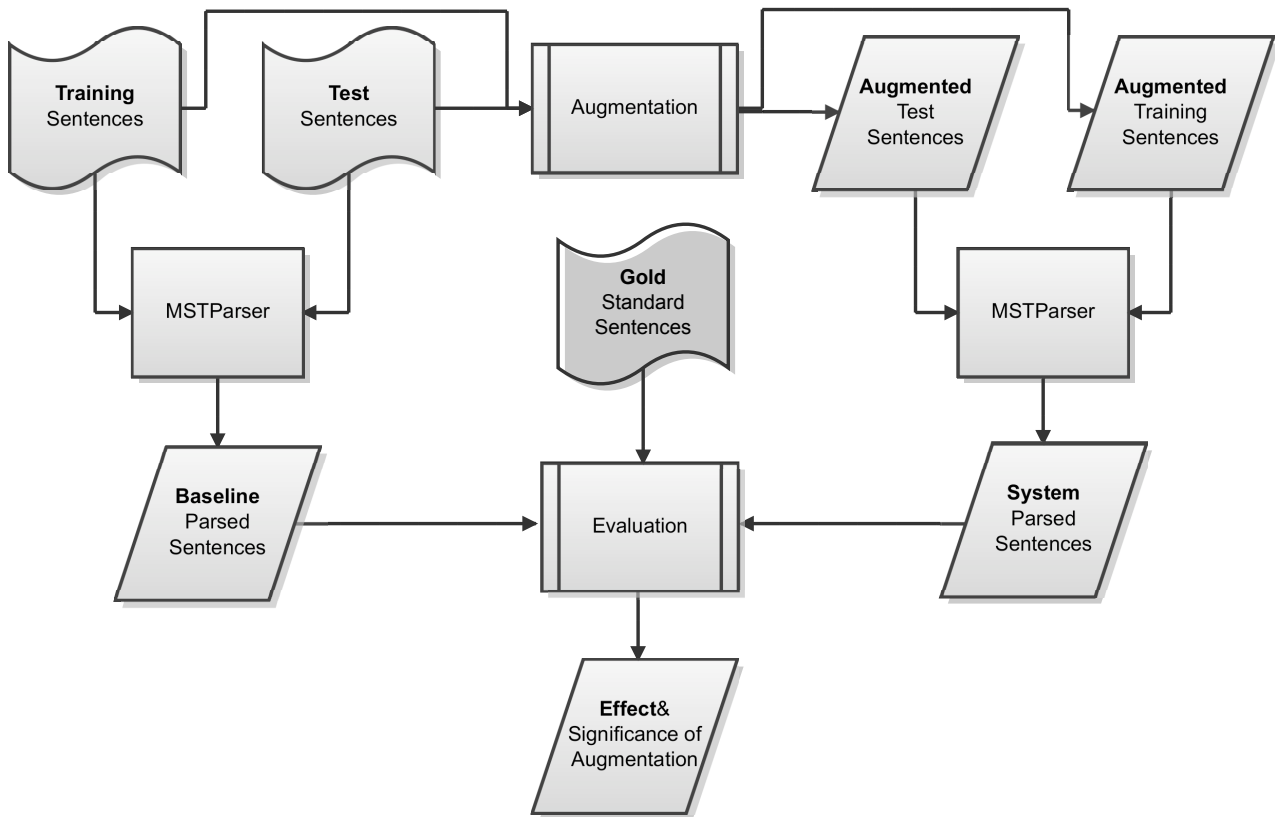 Training
Sentences
Test
Sentences
Augmentation
Augmented
Test
Sentences
Augmented
Training
Sentences
MSTParser
Gold
Standard
Sentences
MSTParser
Baseline
Parsed
Sentences
Evaluation
System
Parsed
Sentences
Effect&
Significance of
Augmentation